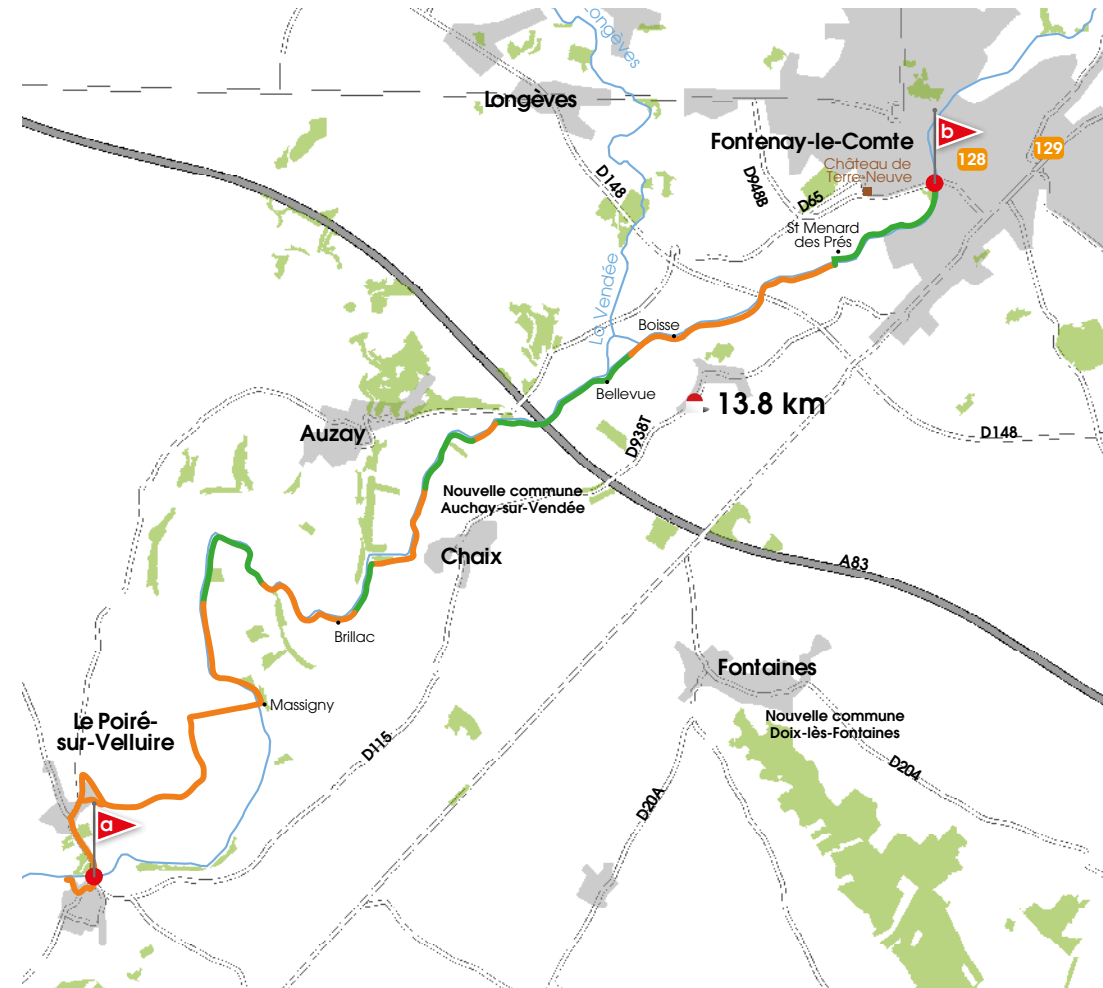 Longèves
Longèves
Fontenay-le-Comte
b
128
129
Château de
Terre-Neuve
D148
D948B
D65
St Menard
des Prés
La Vendée
Boisse
Bellevue
13.8 km
Auzay
D938T
D148
Nouvelle commune
Auchay-sur-Vendée
Chaix
A83
Brillac
Fontaines
Massigny
Le Poiré-
sur-Velluire
Nouvelle commune
Doix-lès-Fontaines
D115
D204
D20A
a